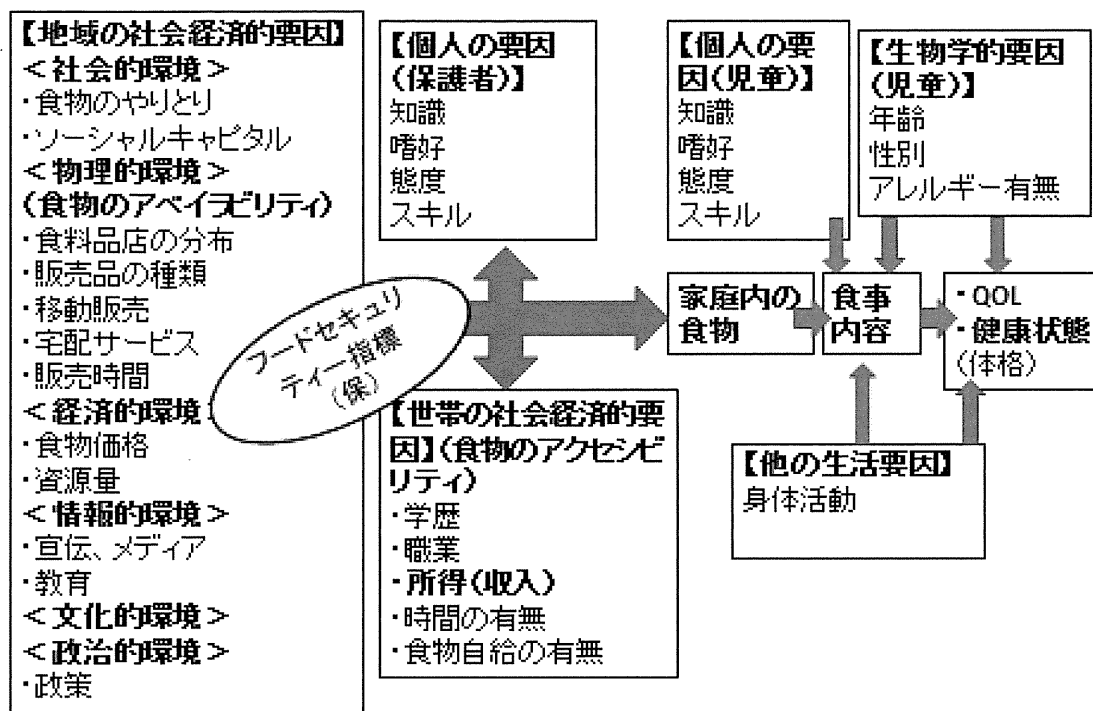 【地域の社会経済的要因】
＜社会的環境＞
・食物のやりとり
・ソーシャルキャピタル
＜物理的環境＞
(食物のアベイラビリティ)
・食料品店の分布
・販売品の種類
・移動販売
・宅配サービス
・販売時間
＜経済的環境
・食物価格
・資源量
＜情報的環境＞
・宣伝、メディア
・教育
＜文化的環境＞
＜政治的環境＞
・政策
フードセキュリ
ティー指標
(保)
【個人の要因
(保護者)】
知識
嗜好
態度
スキル
【世帯の社会経済的要
因】(食物のアクセシビ
リティ)
・学歴
・職業
・所得(収入)
・時間の有無
・食物自給の有無
【個人の要
因(児童)】
知識
嗜好
態度
スキル
【生物学的要因
(児童)】
年齢
性別
アレルギー有無
家庭内の
食物
食事
内容
・QOL
・健康状態
(体格)
【他の生活要因】
身体活動